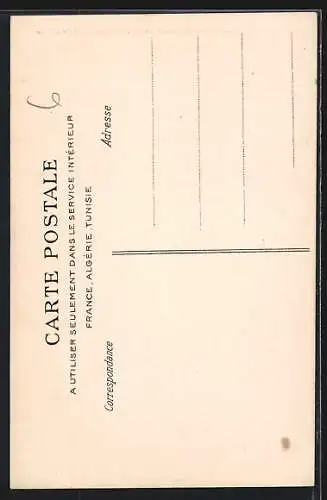 CARTE POSTALE
A UTILISER SEULEMENT DANS LE SERVICE INTÉRIEUR
FRANCE, ALGÉRIE, TUNISIE
Correspondance
Adresse
6